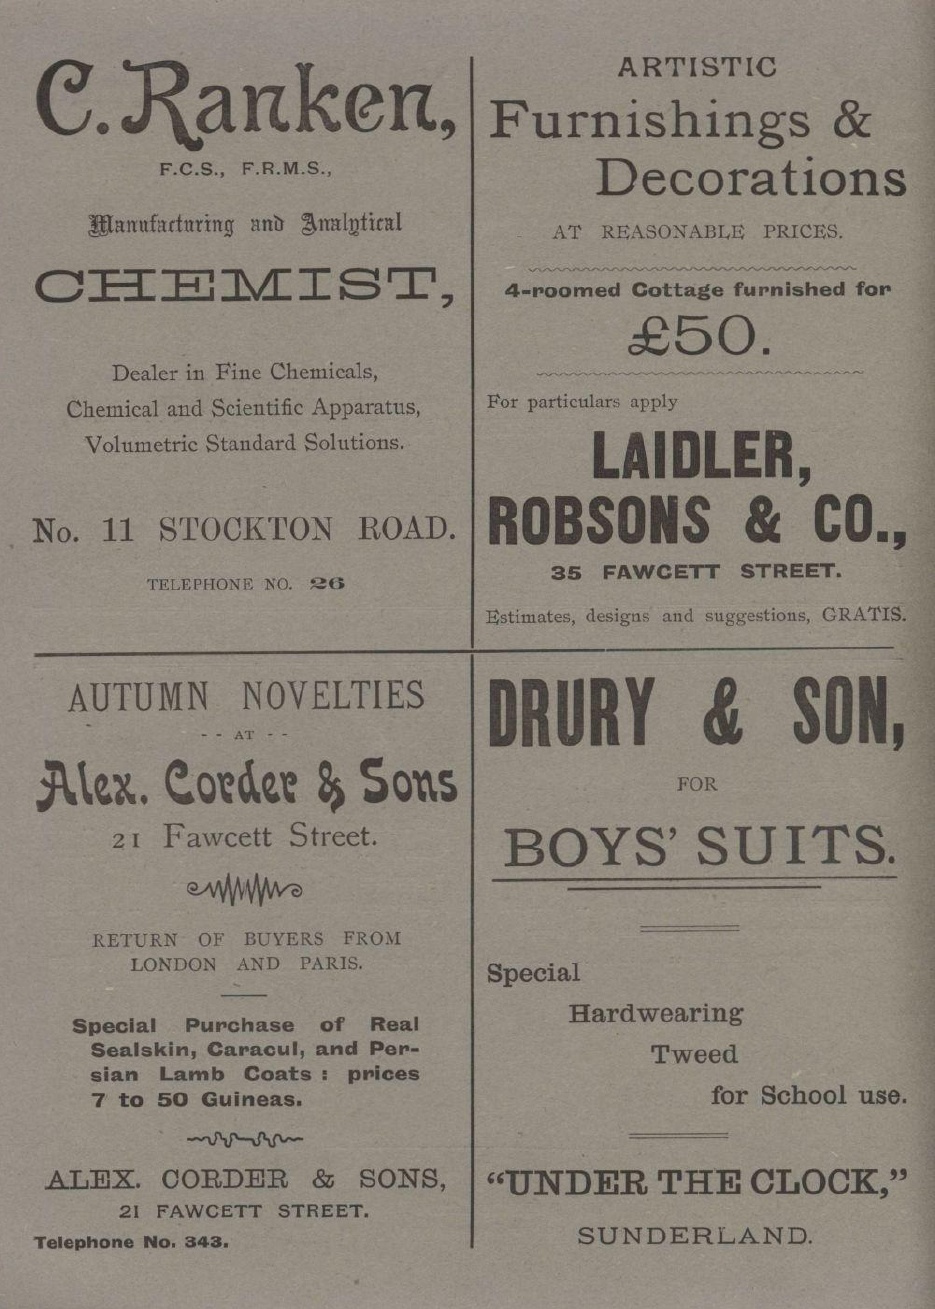 C. Ranken,
F.C.S., F.R.M.S.,
Manufacturing and Analytical
CHEMIST,
Dealer in Fine Chemicals,
Chemical and Scientific Apparatus,
Volumetric Standard Solutions.
No. 11 STOCKTON ROAD.
TELEPHONE NO. 26
ARTISTIC
Furnishings &
Decorations
AT REASONABLE PRICES.
4-roomed Cottage furnished for
£50.
For particulars apply
LAIDLER,
ROBSONS & CO.,
35 FAWCETT STREET.
Estimates, designs and suggestions, GRATIS.
AUTUMN NOVELTIES
- - AT - -
Alex. Corder & Sons
21 Fawcett Street.
RETURN OF BUYERS FROM
LONDON AND PARIS.
Special Purchase of Real
Sealskin, Caracul, and Per-
sian Lamb Coats : prices
7 to 50 Guineas.
ALEX. CORDER & SONS,
21 FAWCETT STREET.
Telephone No. 343.
DRURY & SON,
FOR
BOYS' SUITS.
Special
Hardwearing
Tweed
for School use.
"UNDER THE CLOCK,"
SUNDERLAND.